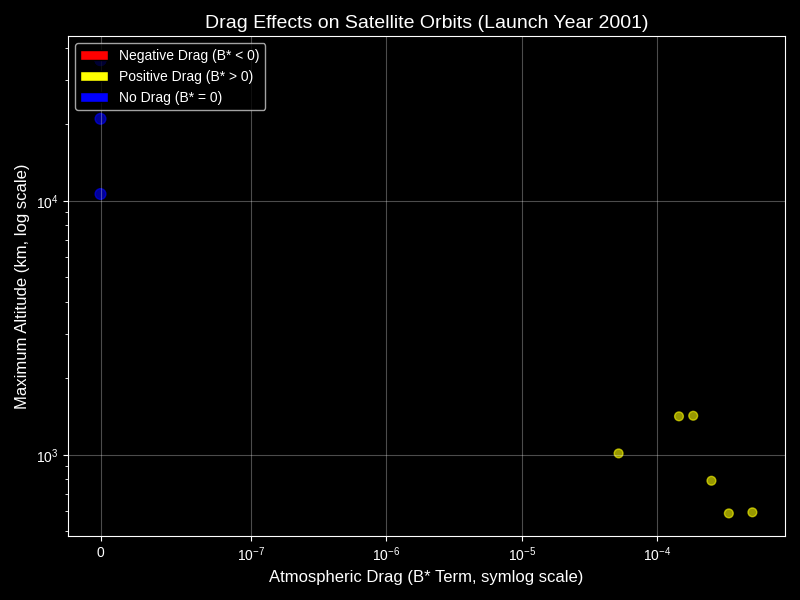 Drag Effects on Satellite Orbits (Launch Year 2001)
Negative Drag (B* < 0)
Positive Drag (B* > 0)
No Drag (B* = 0)
Maximum Altitude (km, log scale)
10⁴
10³
0
10⁻⁷
10⁻⁶
10⁻⁵
10⁻⁴
Atmospheric Drag (B* Term, symlog scale)